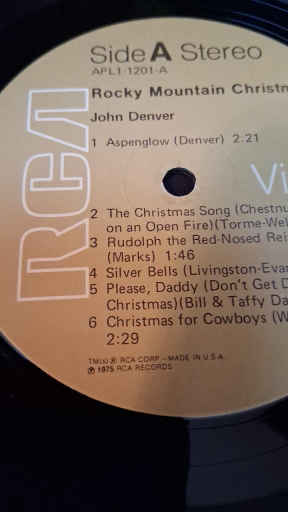 Side A Stereo
APL1-1201-A
Rocky Mountain Christm
John Denver
1 Aspenglow (Denver) 2:21
RCA
Vi
2 The Christmas Song (Chestnu
on an Open Fire)(Torme-Wel
3 Rudolph the Red-Nosed Rei
(Marks) 1:46
4 Silver Bells (Livingston-Evan
5 Please, Daddy (Don't Get D
Christmas)(Bill & Taffy Da
6 Christmas for Cowboys (W
2:29
TM(s) ® RCA CORP.-MADE IN U.S.A.
℗ 1975 RCA RECORDS